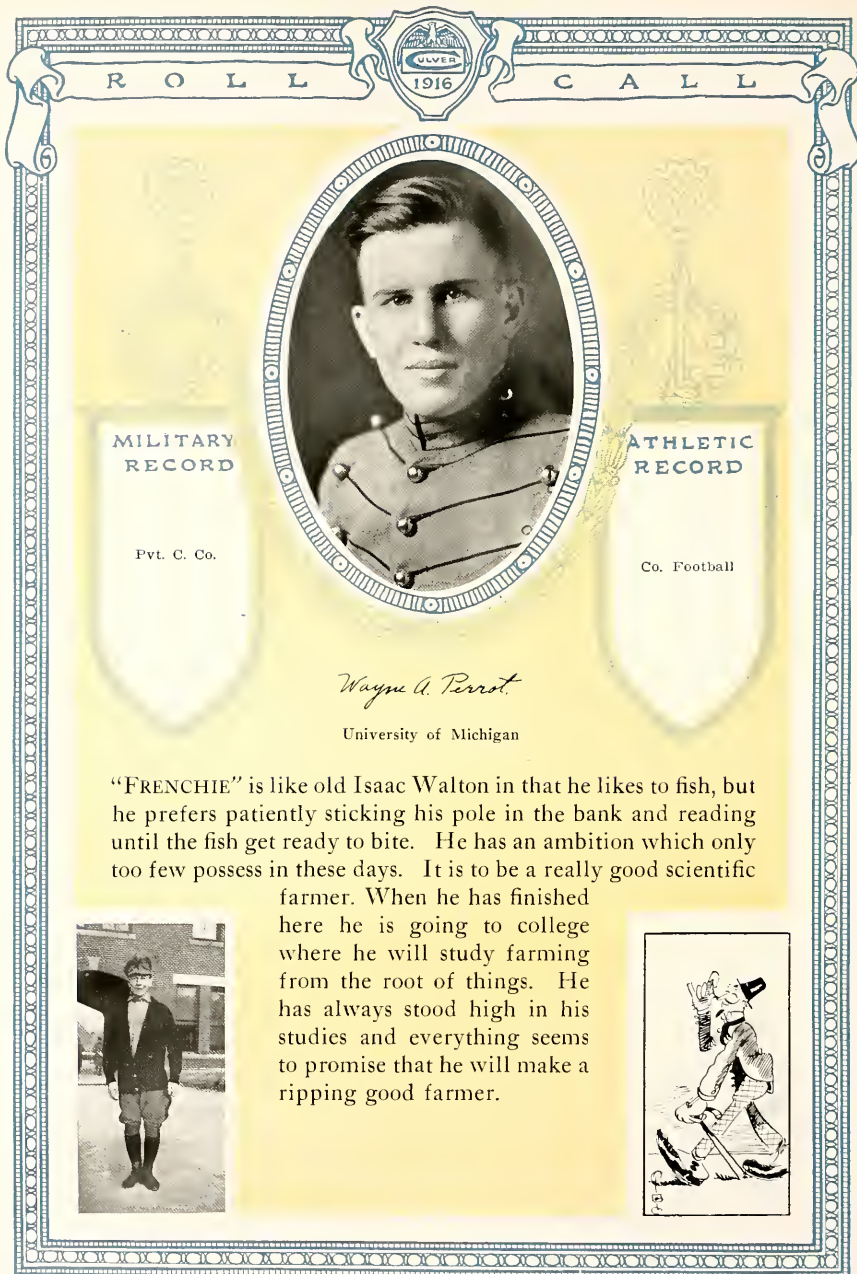 ROLL CALL
CULVER
1916
MILITARY
RECORD
Pvt. C. Co.
ATHLETIC
RECORD
Co. Football
Wayne A. Perrot.
University of Michigan
“FRENCHIE” is like old Isaac Walton in that he likes to fish, but
he prefers patiently sticking his pole in the bank and reading
until the fish get ready to bite. He has an ambition which only
too few possess in these days. It is to be a really good scientific
farmer. When he has finished
here he is going to college
where he will study farming
from the root of things. He
has always stood high in his
studies and everything seems
to promise that he will make a
ripping good farmer.